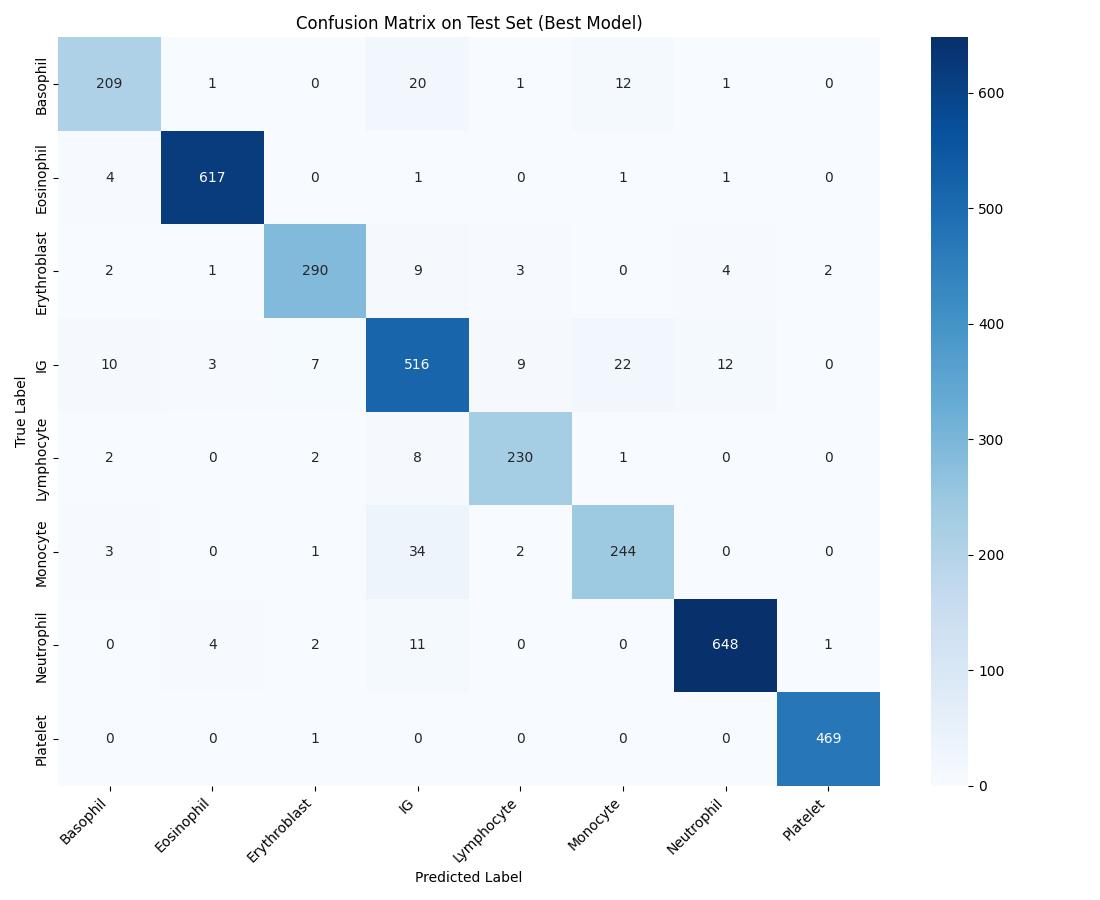 Confusion Matrix on Test Set (Best Model)
True Label
Basophil 209 1 0 20 1 12 1 0
Eosinophil 4 617 0 1 0 1 1 0
Erythroblast 2 1 290 9 3 0 4 2
IG 10 3 7 516 9 22 12 0
Lymphocyte 2 0 2 8 230 1 0 0
Monocyte 3 0 1 34 2 244 0 0
Neutrophil 0 4 2 11 0 0 648 1
Platelet 0 0 1 0 0 0 0 469
Basophil Eosinophil Erythroblast IG Lymphocyte Monocyte Neutrophil Platelet
Predicted Label
600
500
400
300
200
100
0